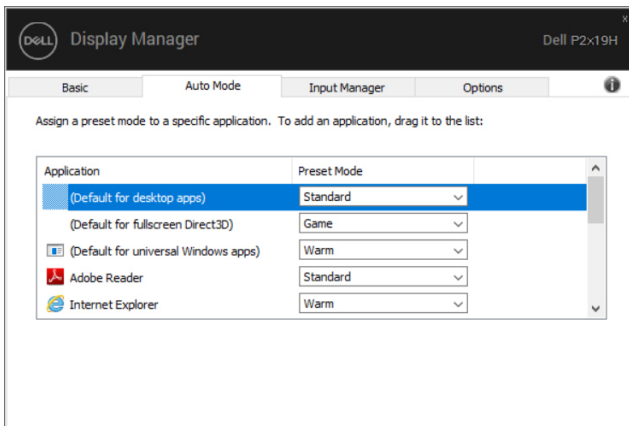 DELL Display Manager
Dell P2x19H
x
Basic Auto Mode Input Manager Options
Assign a preset mode to a specific application. To add an application, drag it to the list:
Application Preset Mode
(Default for desktop apps) Standard
(Default for fullscreen Direct3D) Game
(Default for universal Windows apps) Warm
Adobe Reader Standard
Internet Explorer Warm